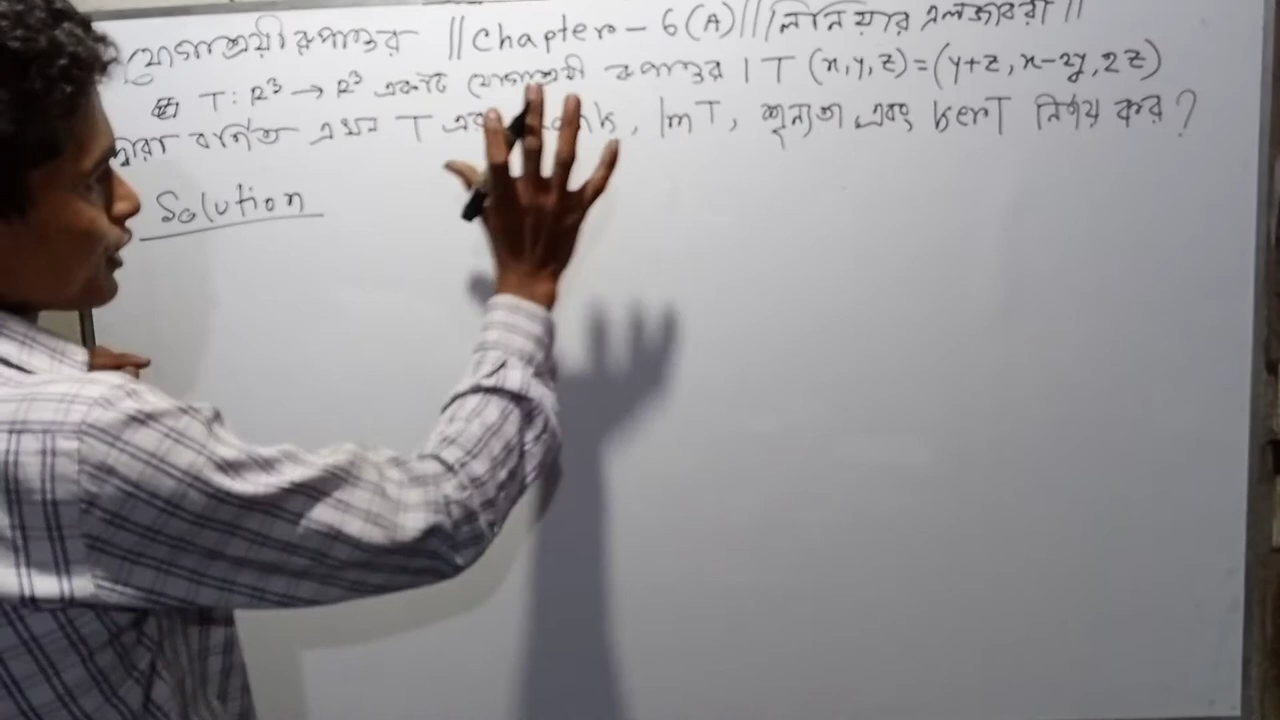 যোগাশ্রয়ী রূপান্তর || Chapter - 6(A) || লিনিয়ার এলজাবরা ||
T: R³ → R³ একটি যোগাশ্রয়ী রূপান্তর । T (x,y,z)=(y+z, x-2y, 2z)
দ্বারা বর্ণিত এখন T এর Rank, ImT, শূন্যতা এবং kerT নির্ণয় কর ?
Solution